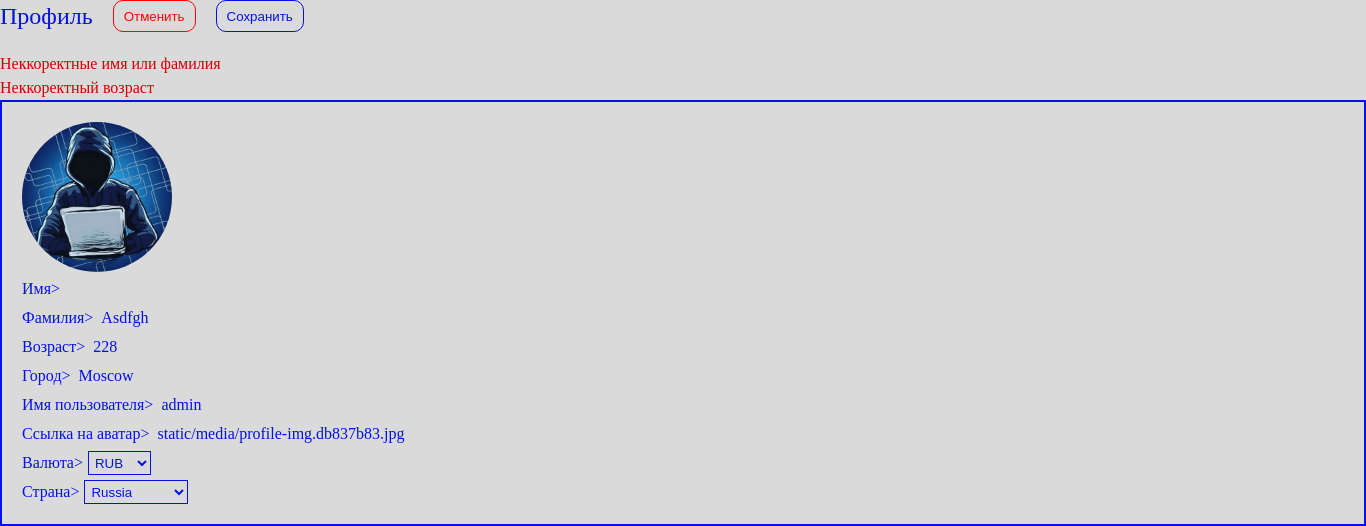 Профиль Отменить Сохранить
Неккоректные имя или фамилия
Неккоректный возраст
Имя>
Фамилия> Asdfgh
Возраст> 228
Город> Moscow
Имя пользователя> admin
Ссылка на аватар> static/media/profile-img.db837b83.jpg
Валюта> RUB
Страна> Russia